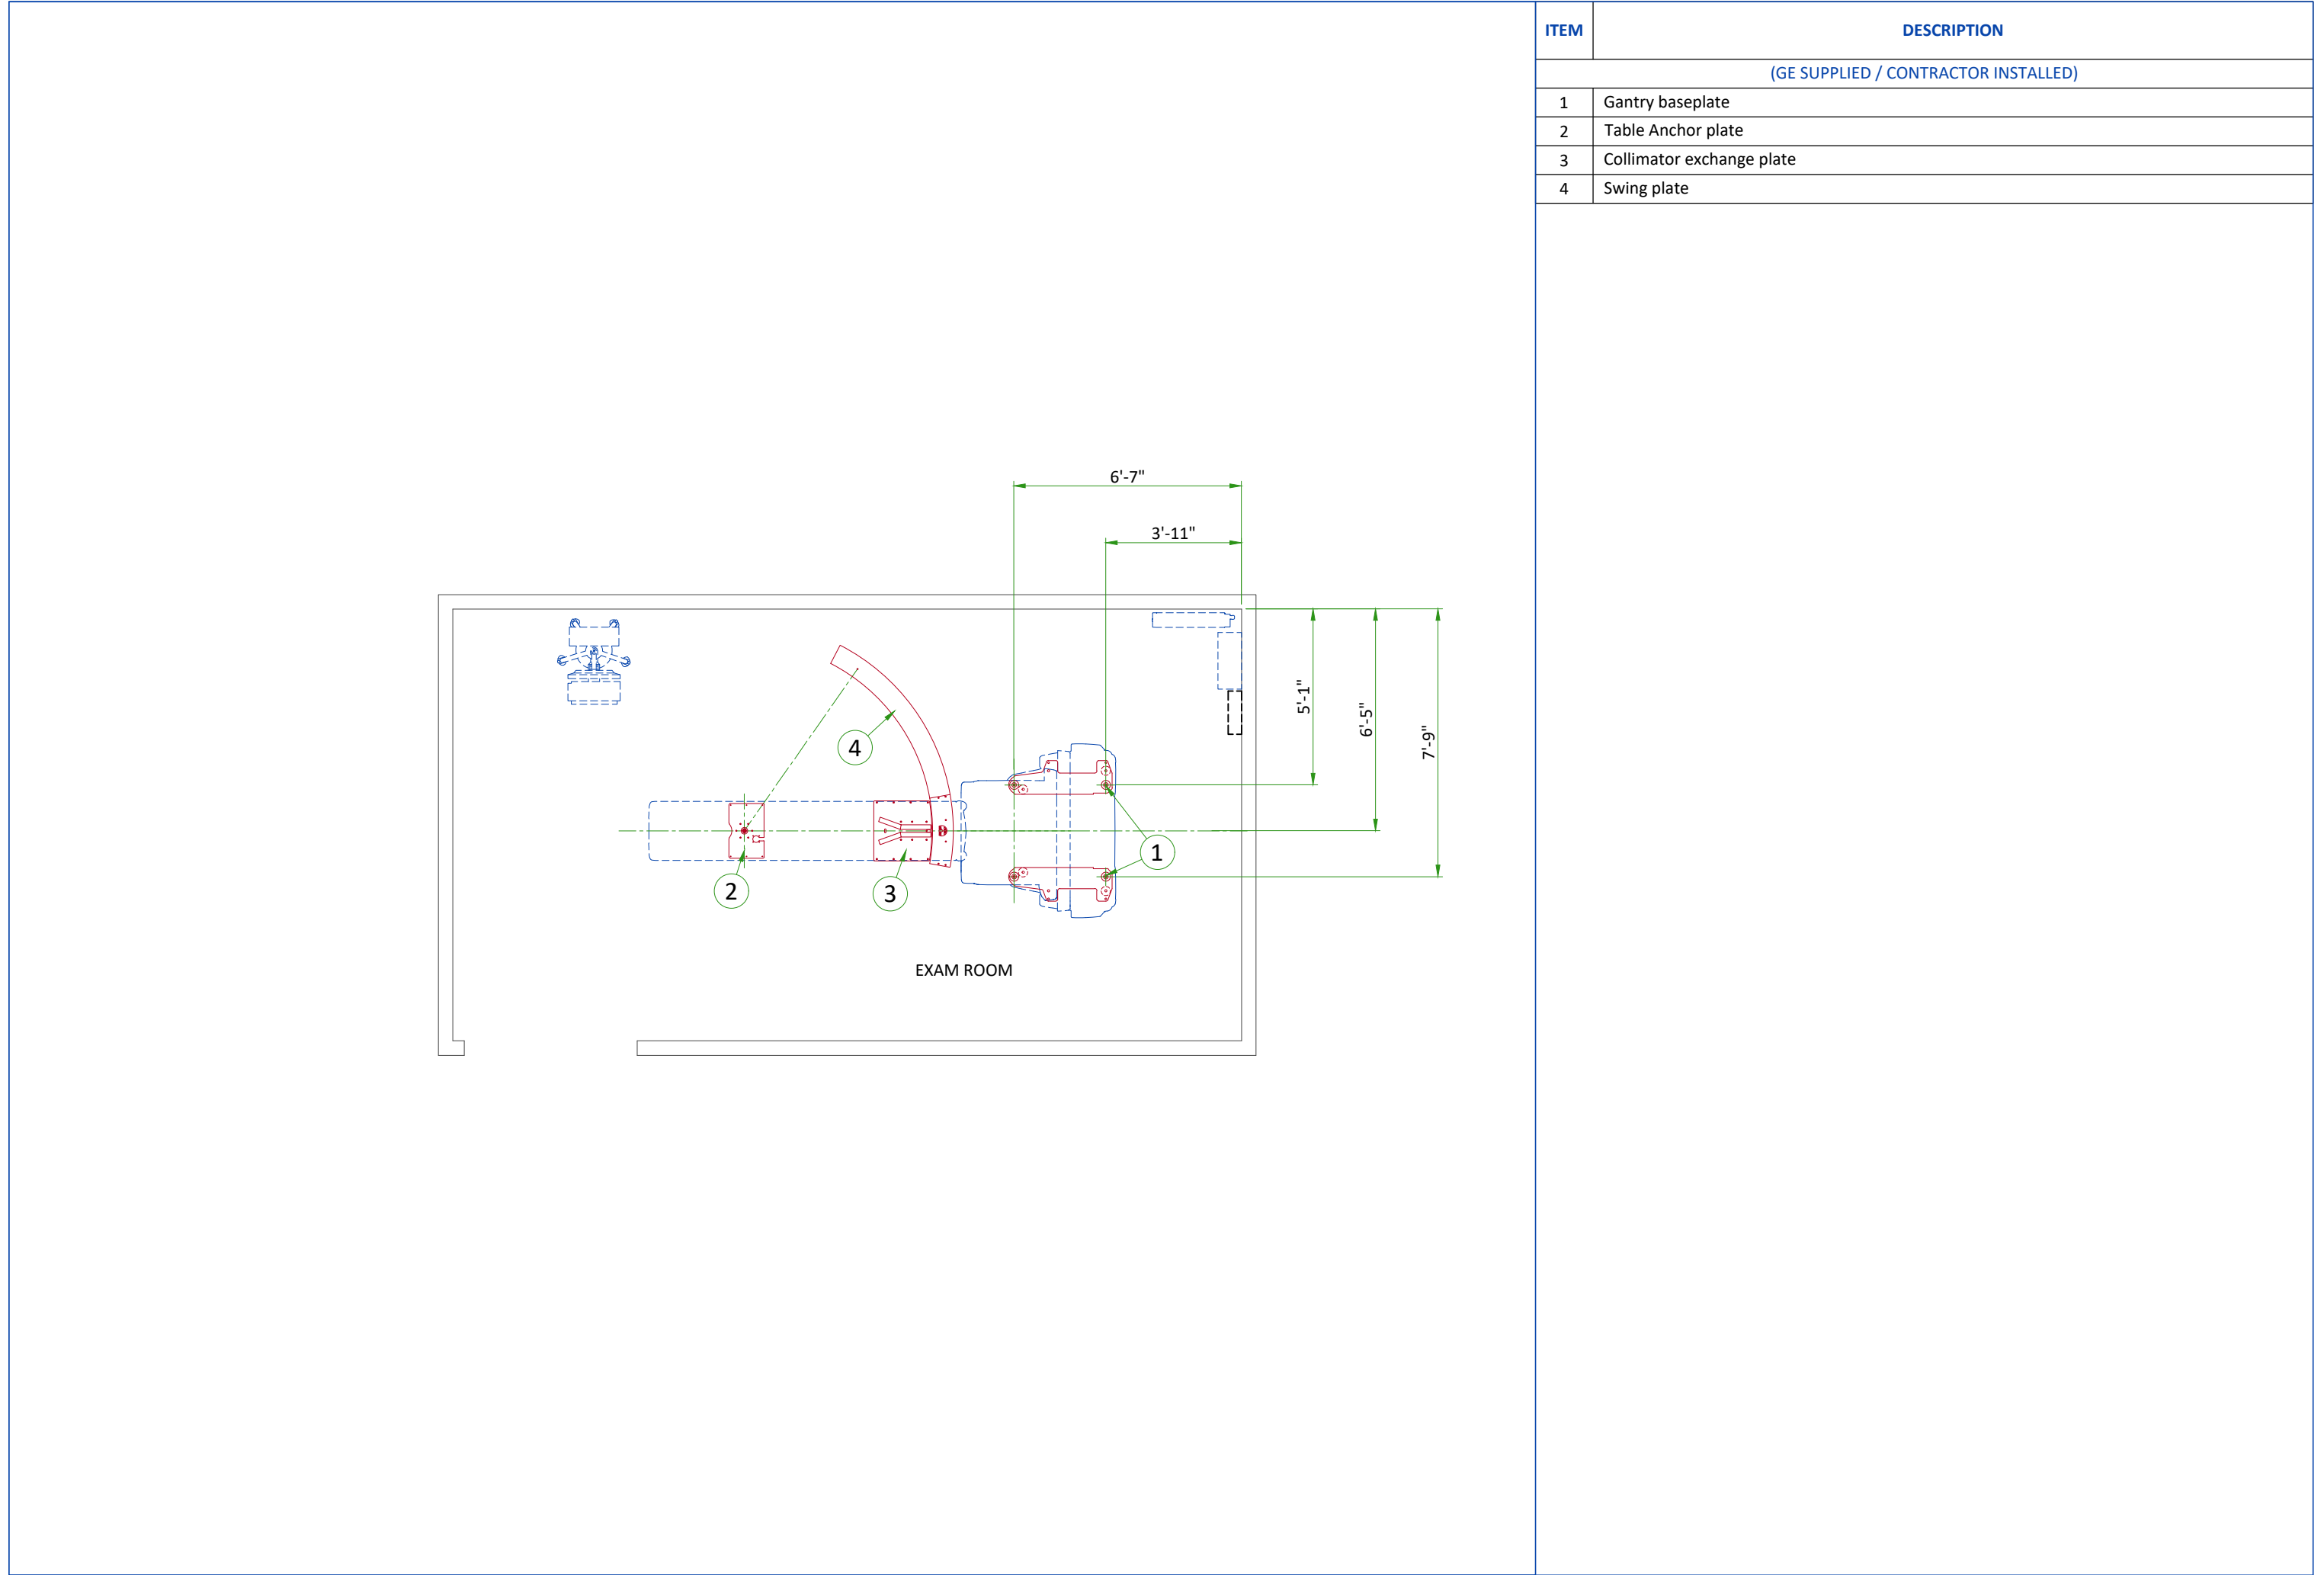 ITEM DESCRIPTION
(GE SUPPLIED / CONTRACTOR INSTALLED)
1 Gantry baseplate
2 Table Anchor plate
3 Collimator exchange plate
4 Swing plate
6'-7"
3'-11"
5'-1"
6'-5"
7'-9"
4
1
2
3
EXAM ROOM